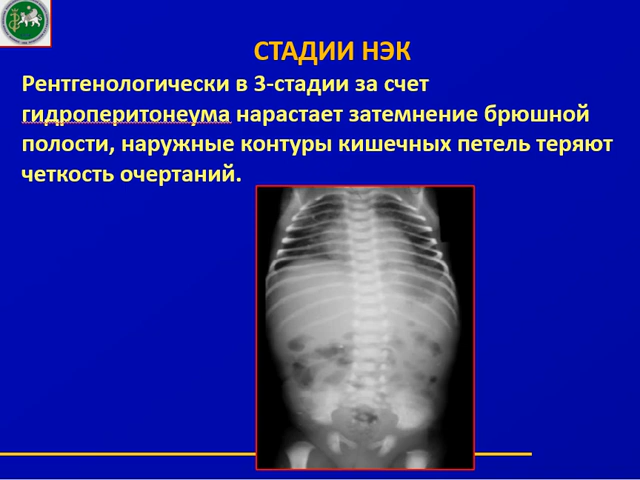 СТАДИИ НЭК
Рентгенологически в 3-стадии за счет
гидроперитонеума нарастает затемнение брюшной
полости, наружные контуры кишечных петель теряют
четкость очертаний.